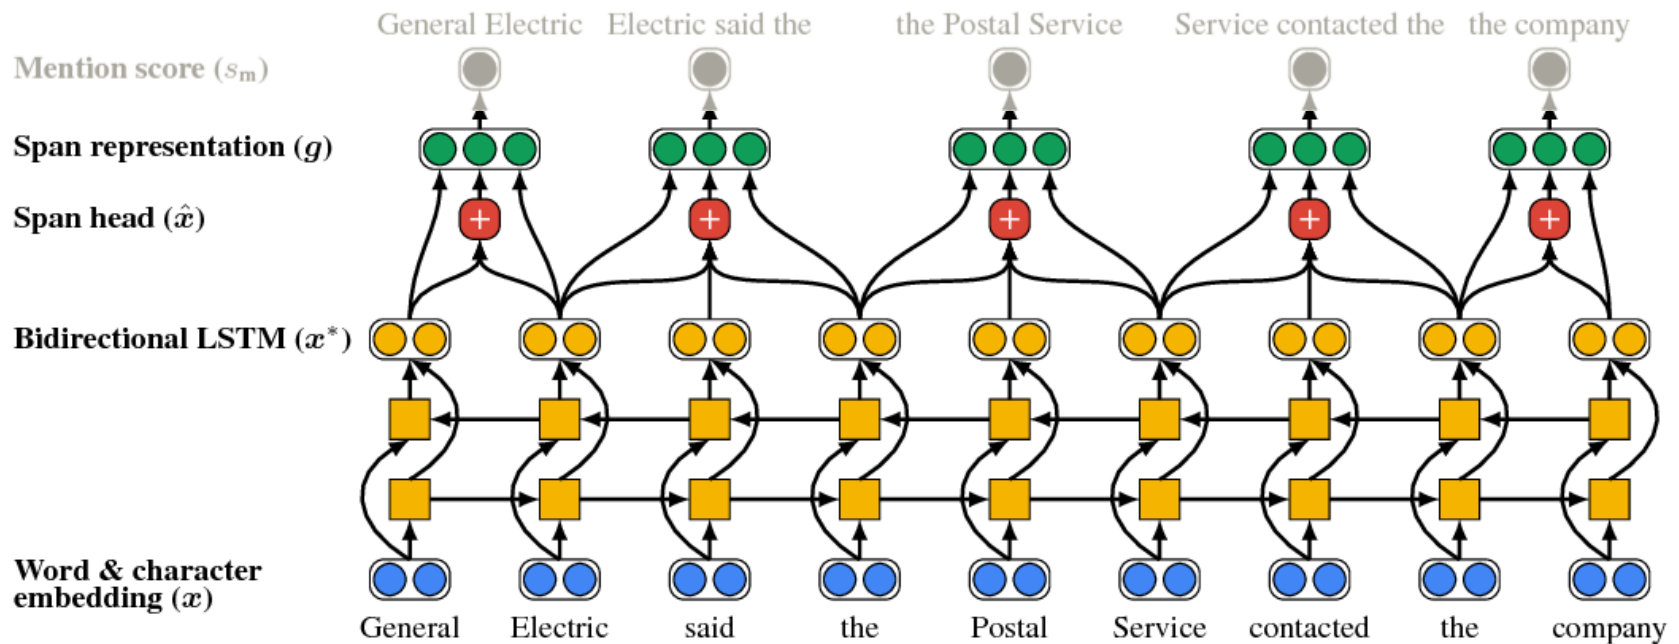 General Electric Electric said the the Postal Service Service contacted the the company
Mention score (sm)
Span representation (g)
+ + + + +
Span head (x̂)
Bidirectional LSTM (x*)
Word & character
embedding (x)
General Electric said the Postal Service contacted the company